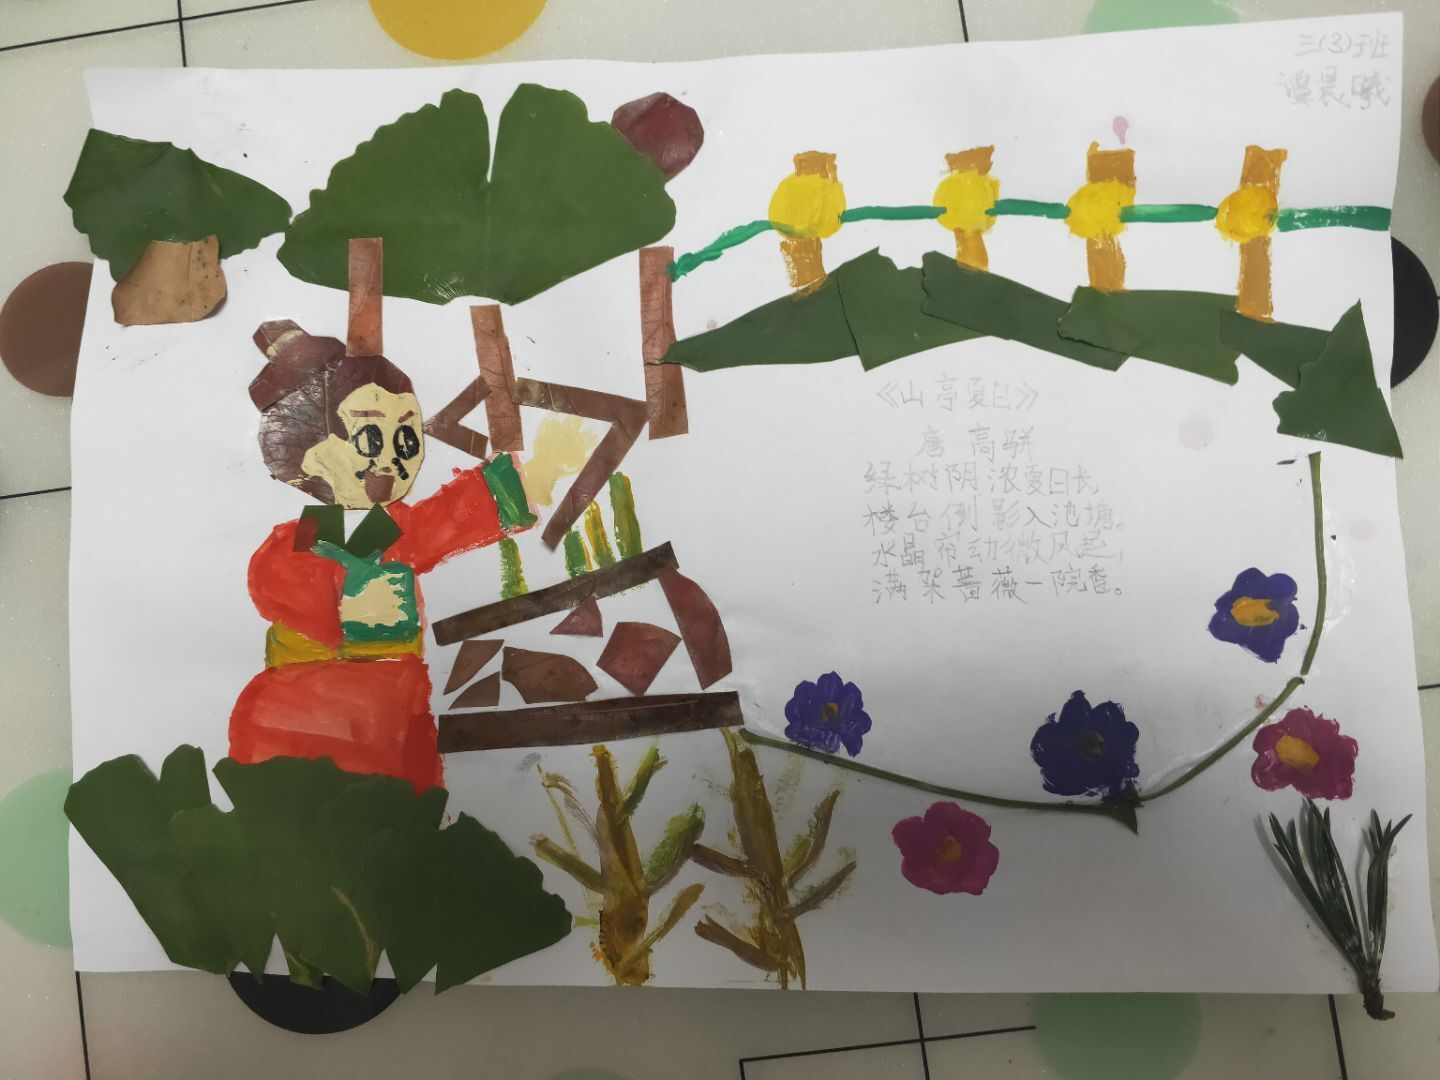 三(3)班
谭晨曦
《山亭夏日》
唐 高骈
绿树阴浓夏日长,
楼台倒影入池塘。
水晶帘动微风起,
满架蔷薇一院香。